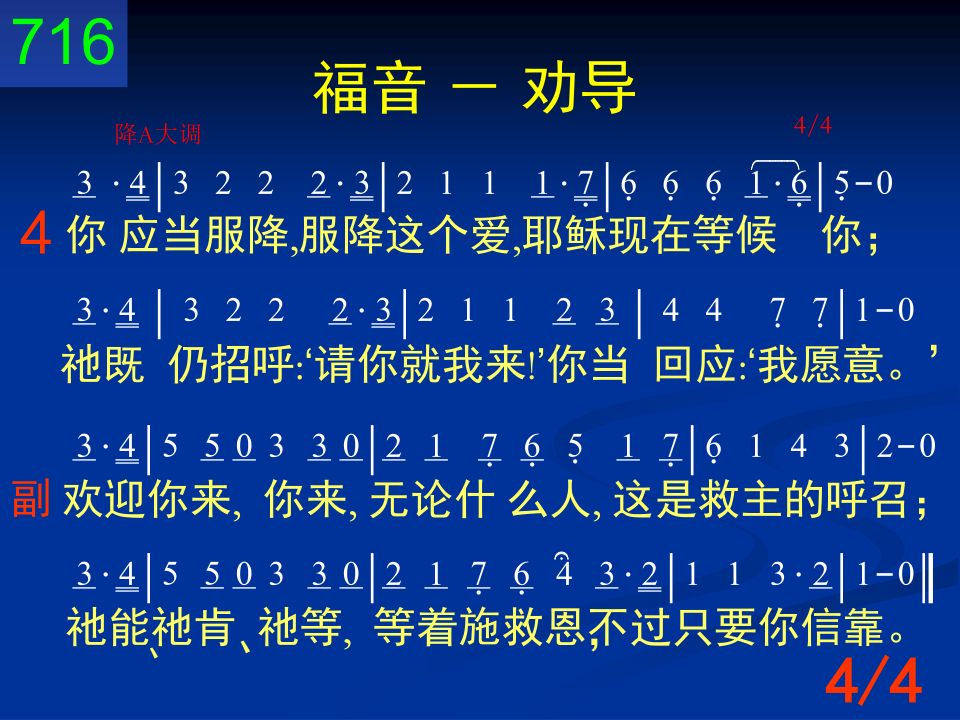 716
福音 － 劝导
降A大调 4/4
3 · 4 | 3 2 2 2 · 3 | 2 1 1 1 · 7 | 6 6 6 1 · 6 | 5 - 0
4 你 应当服降,服降这个爱,耶稣现在等候 你；
3 · 4 | 3 2 2 2 · 3 | 2 1 1 2 3 | 4 4 7 7 | 1 - 0
祂既 仍招呼:‘请你就我来!’你当 回应:‘我愿意。’
3 · 4 | 5 5 0 3 3 0 | 2 1 7 6 5 1 7 | 6 1 4 3 | 2 - 0
副 欢迎你来, 你来, 无论什 么人, 这是救主的呼召；
3 · 4 | 5 5 0 3 3 0 | 2 1 7 6 4 3 · 2 | 1 1 3 · 2 | 1 - 0 ‖
祂能、祂肯、祂等, 等着施救恩,不过只要你信靠。
4/4